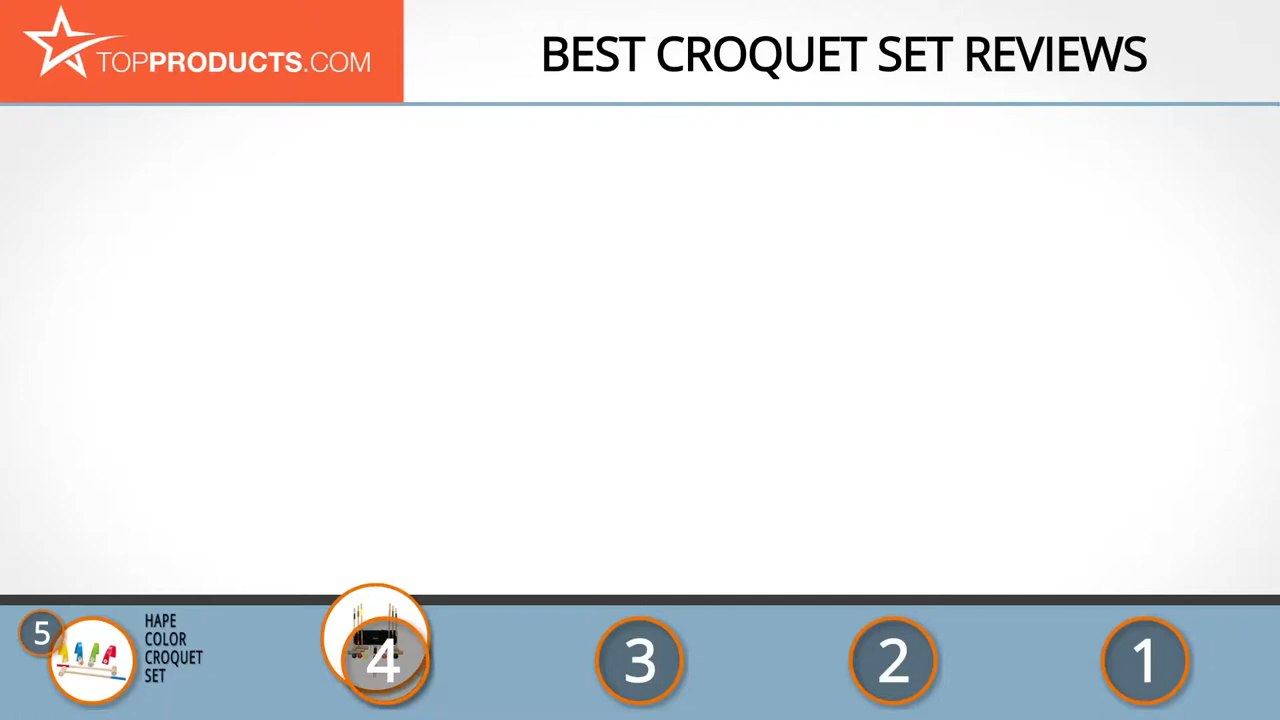 TOPPRODUCTS.COM
BEST CROQUET SET REVIEWS
5
HAPE
COLOR
CROQUET
SET
4
3
2
1